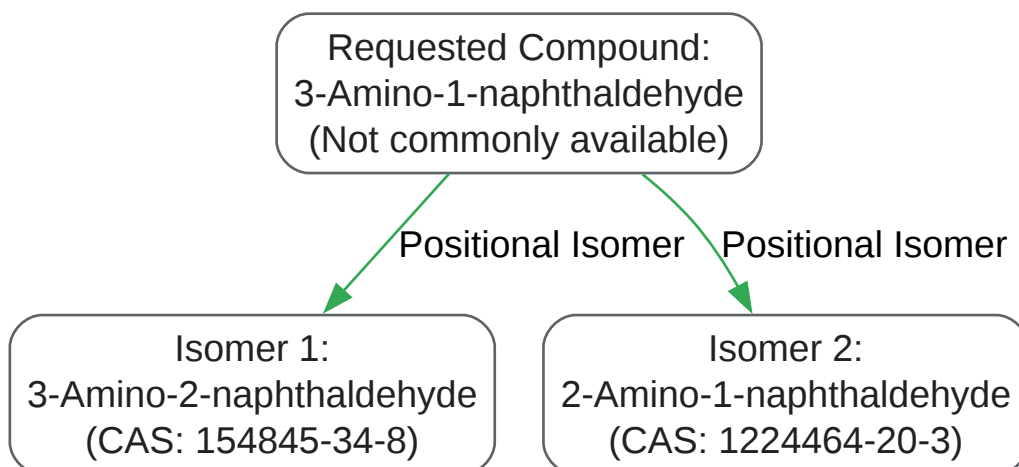 Requested Compound:
3-Amino-1-naphthaldehyde
(Not commonly available)
Positional Isomer
Positional Isomer
Isomer 1:
3-Amino-2-naphthaldehyde
(CAS: 154845-34-8)
Isomer 2:
2-Amino-1-naphthaldehyde
(CAS: 1224464-20-3)